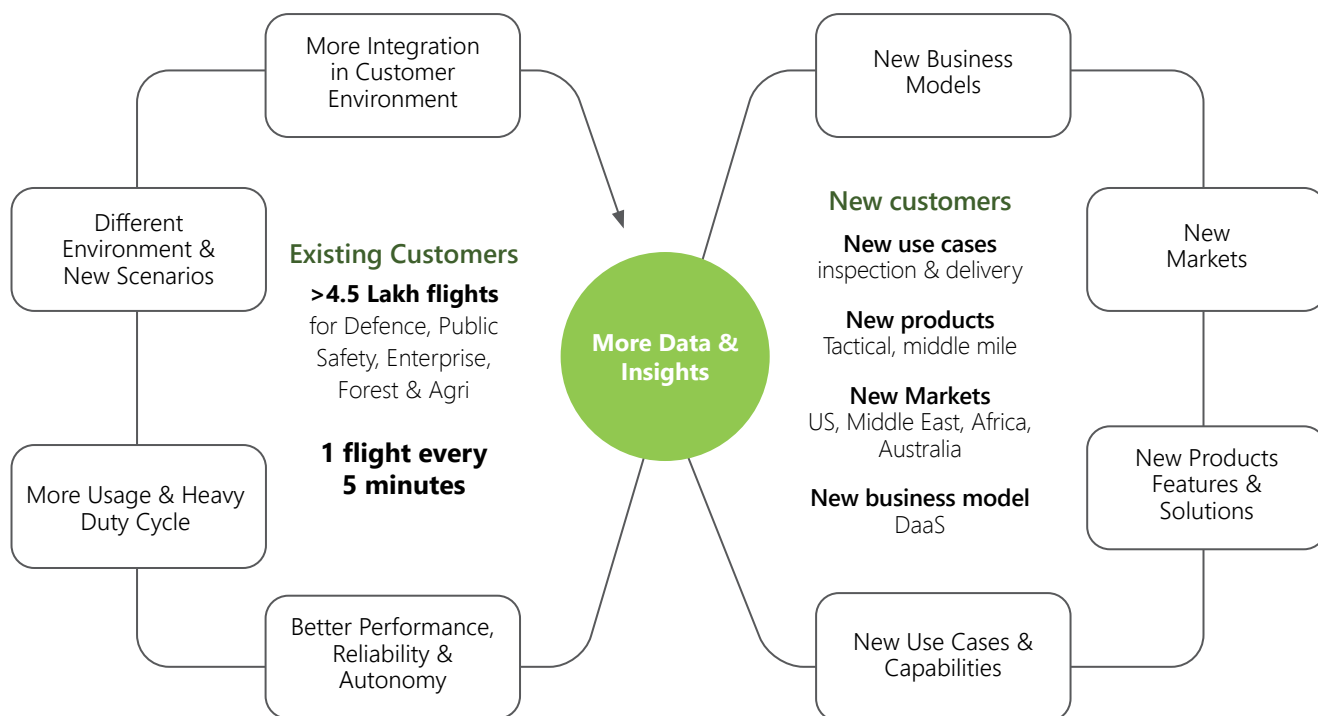 More Integration
in Customer
Environment
New Business
Models
Different
Environment &
New Scenarios
Existing Customers
>4.5 Lakh flights
for Defence, Public
Safety, Enterprise,
Forest & Agri
1 flight every
5 minutes
More Data &
Insights
New customers
New use cases
inspection & delivery
New products
Tactical, middle mile
New Markets
US, Middle East, Africa,
Australia
New business model
DaaS
New
Markets
More Usage & Heavy
Duty Cycle
New Products
Features &
Solutions
Better Performance,
Reliability &
Autonomy
New Use Cases &
Capabilities